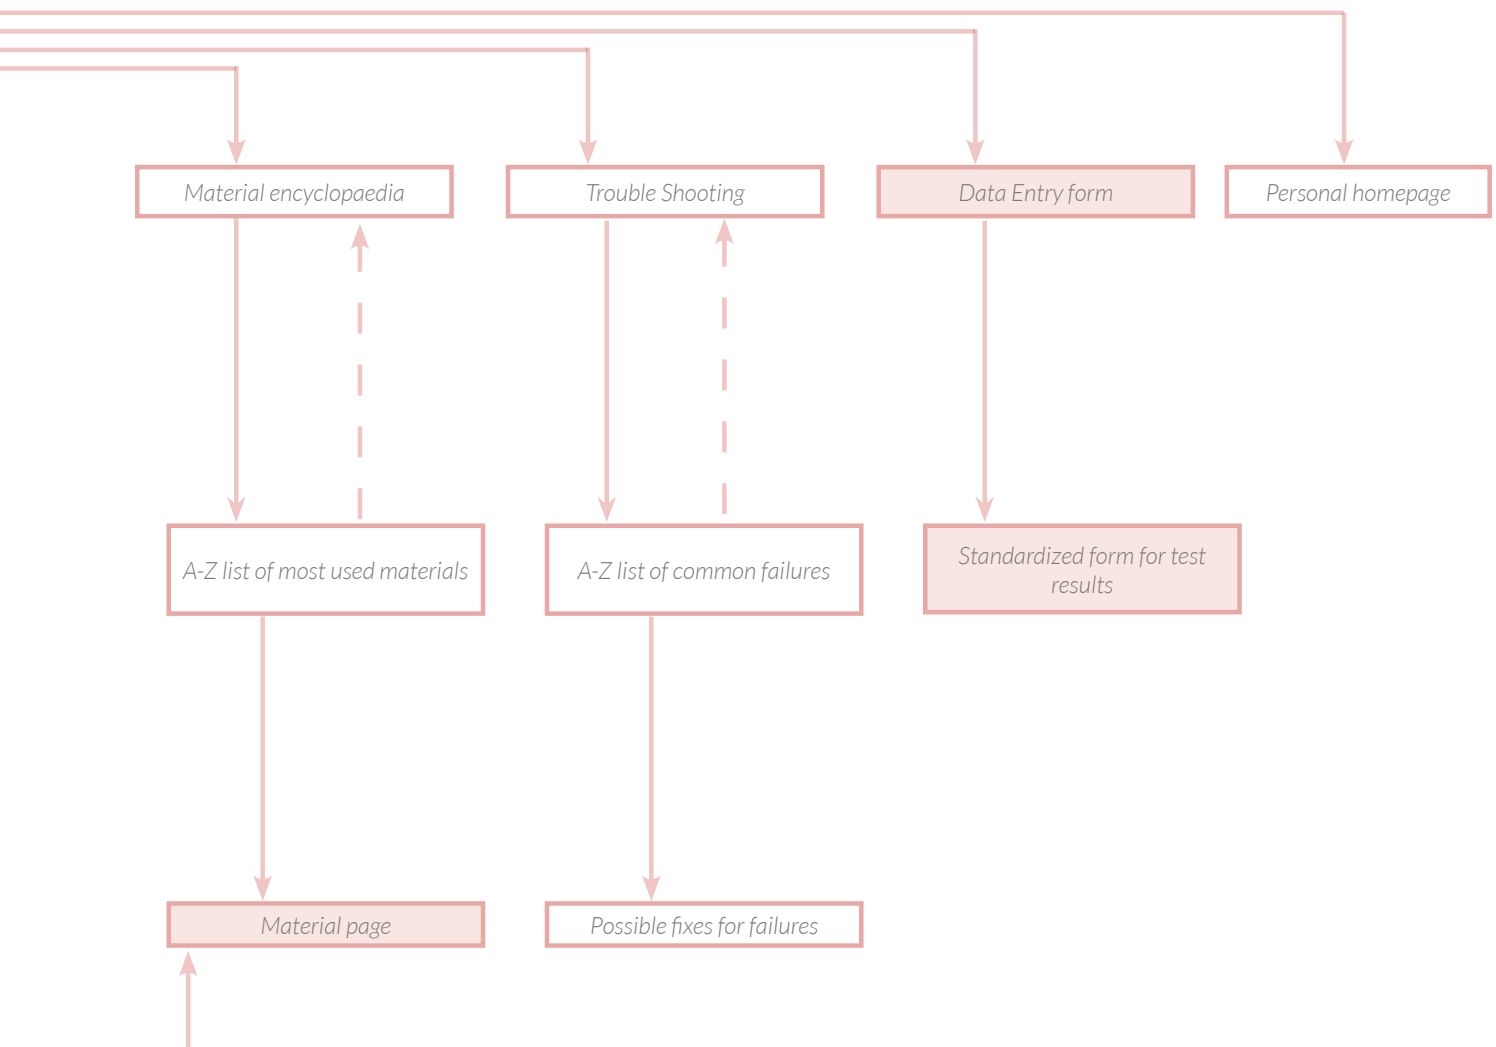 Material encyclopaedia
Trouble Shooting
Data Entry form
Personal homepage
A-Z list of most used materials
A-Z list of common failures
Standardized form for test
results
Material page
Possible fixes for failures